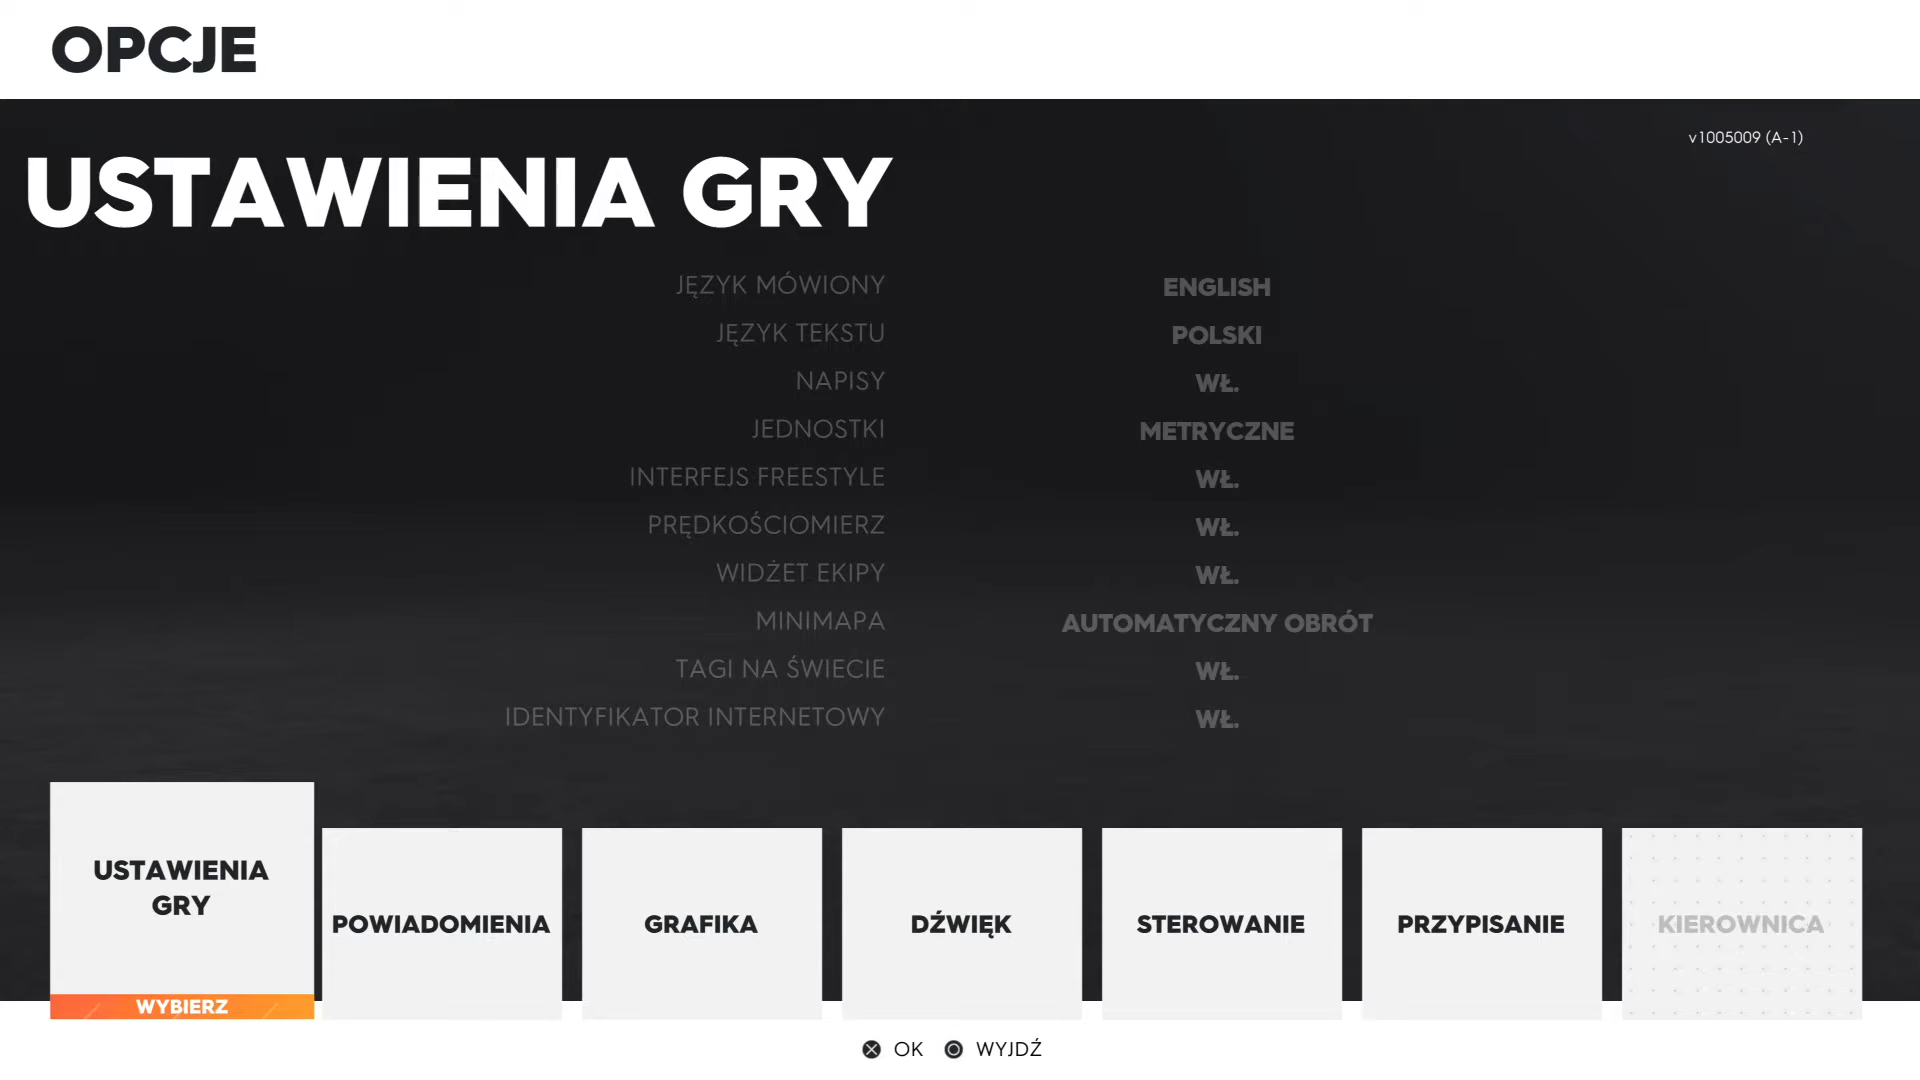 OPCJE
v1005009 (A-1)
USTAWIENIA GRY
JĘZYK MÓWIONY ENGLISH
JĘZYK TEKSTU POLSKI
NAPISY WŁ.
JEDNOSTKI METRYCZNE
INTERFEJS FREESTYLE WŁ.
PRĘDKOŚCIOMIERZ WŁ.
WIDŻET EKIPY WŁ.
MINIMAPA AUTOMATYCZNY OBRÓT
TAGI NA ŚWIECIE WŁ.
IDENTYFIKATOR INTERNETOWY WŁ.
USTAWIENIA
GRY
POWIADOMIENIA
GRAFIKA
DŹWIĘK
STEROWANIE
PRZYPISANIE
KIEROWNICA
WYBIERZ
OK WYJDŹ